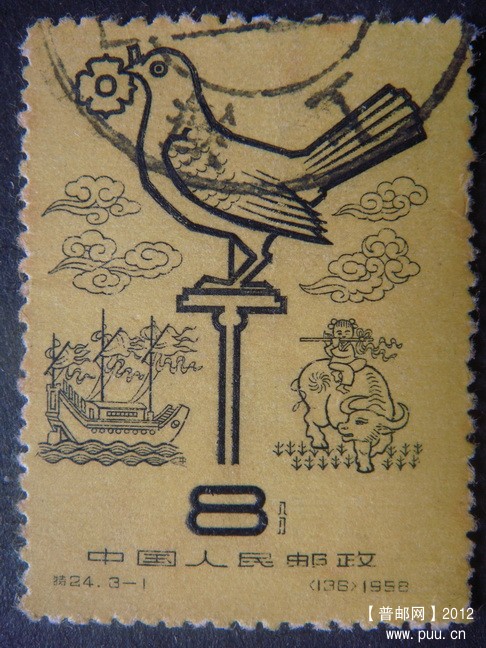 8分
中国人民邮政
特24.3-1 (136) 1958
【普邮网】2012
www.puu.cn